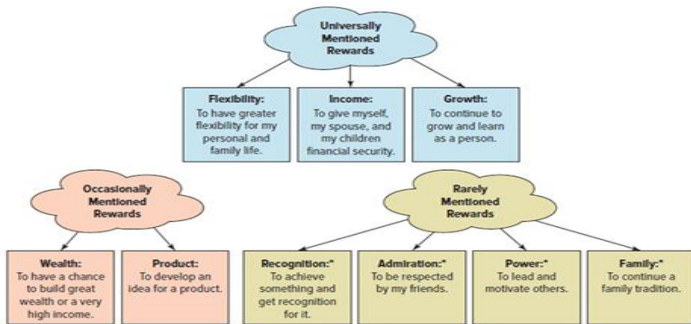 Universally
Mentioned
Rewards
Flexibility:
To have greater
flexibility for my
personal and
family life.
Income:
To give myself,
my spouse, and
my children
financial security.
Growth:
To continue to
grow and learn
as a person.
Occasionally
Mentioned
Rewards
Rarely
Mentioned
Rewards
Wealth:
To have a chance
to build great
wealth or a very
high income.
Product:
To develop an
idea for a product.
Recognition:*
To achieve
something and
get recognition
for it.
Admiration:*
To be respected
by my friends.
Power:*
To lead and
motivate others.
Family:*
To continue a
family tradition.